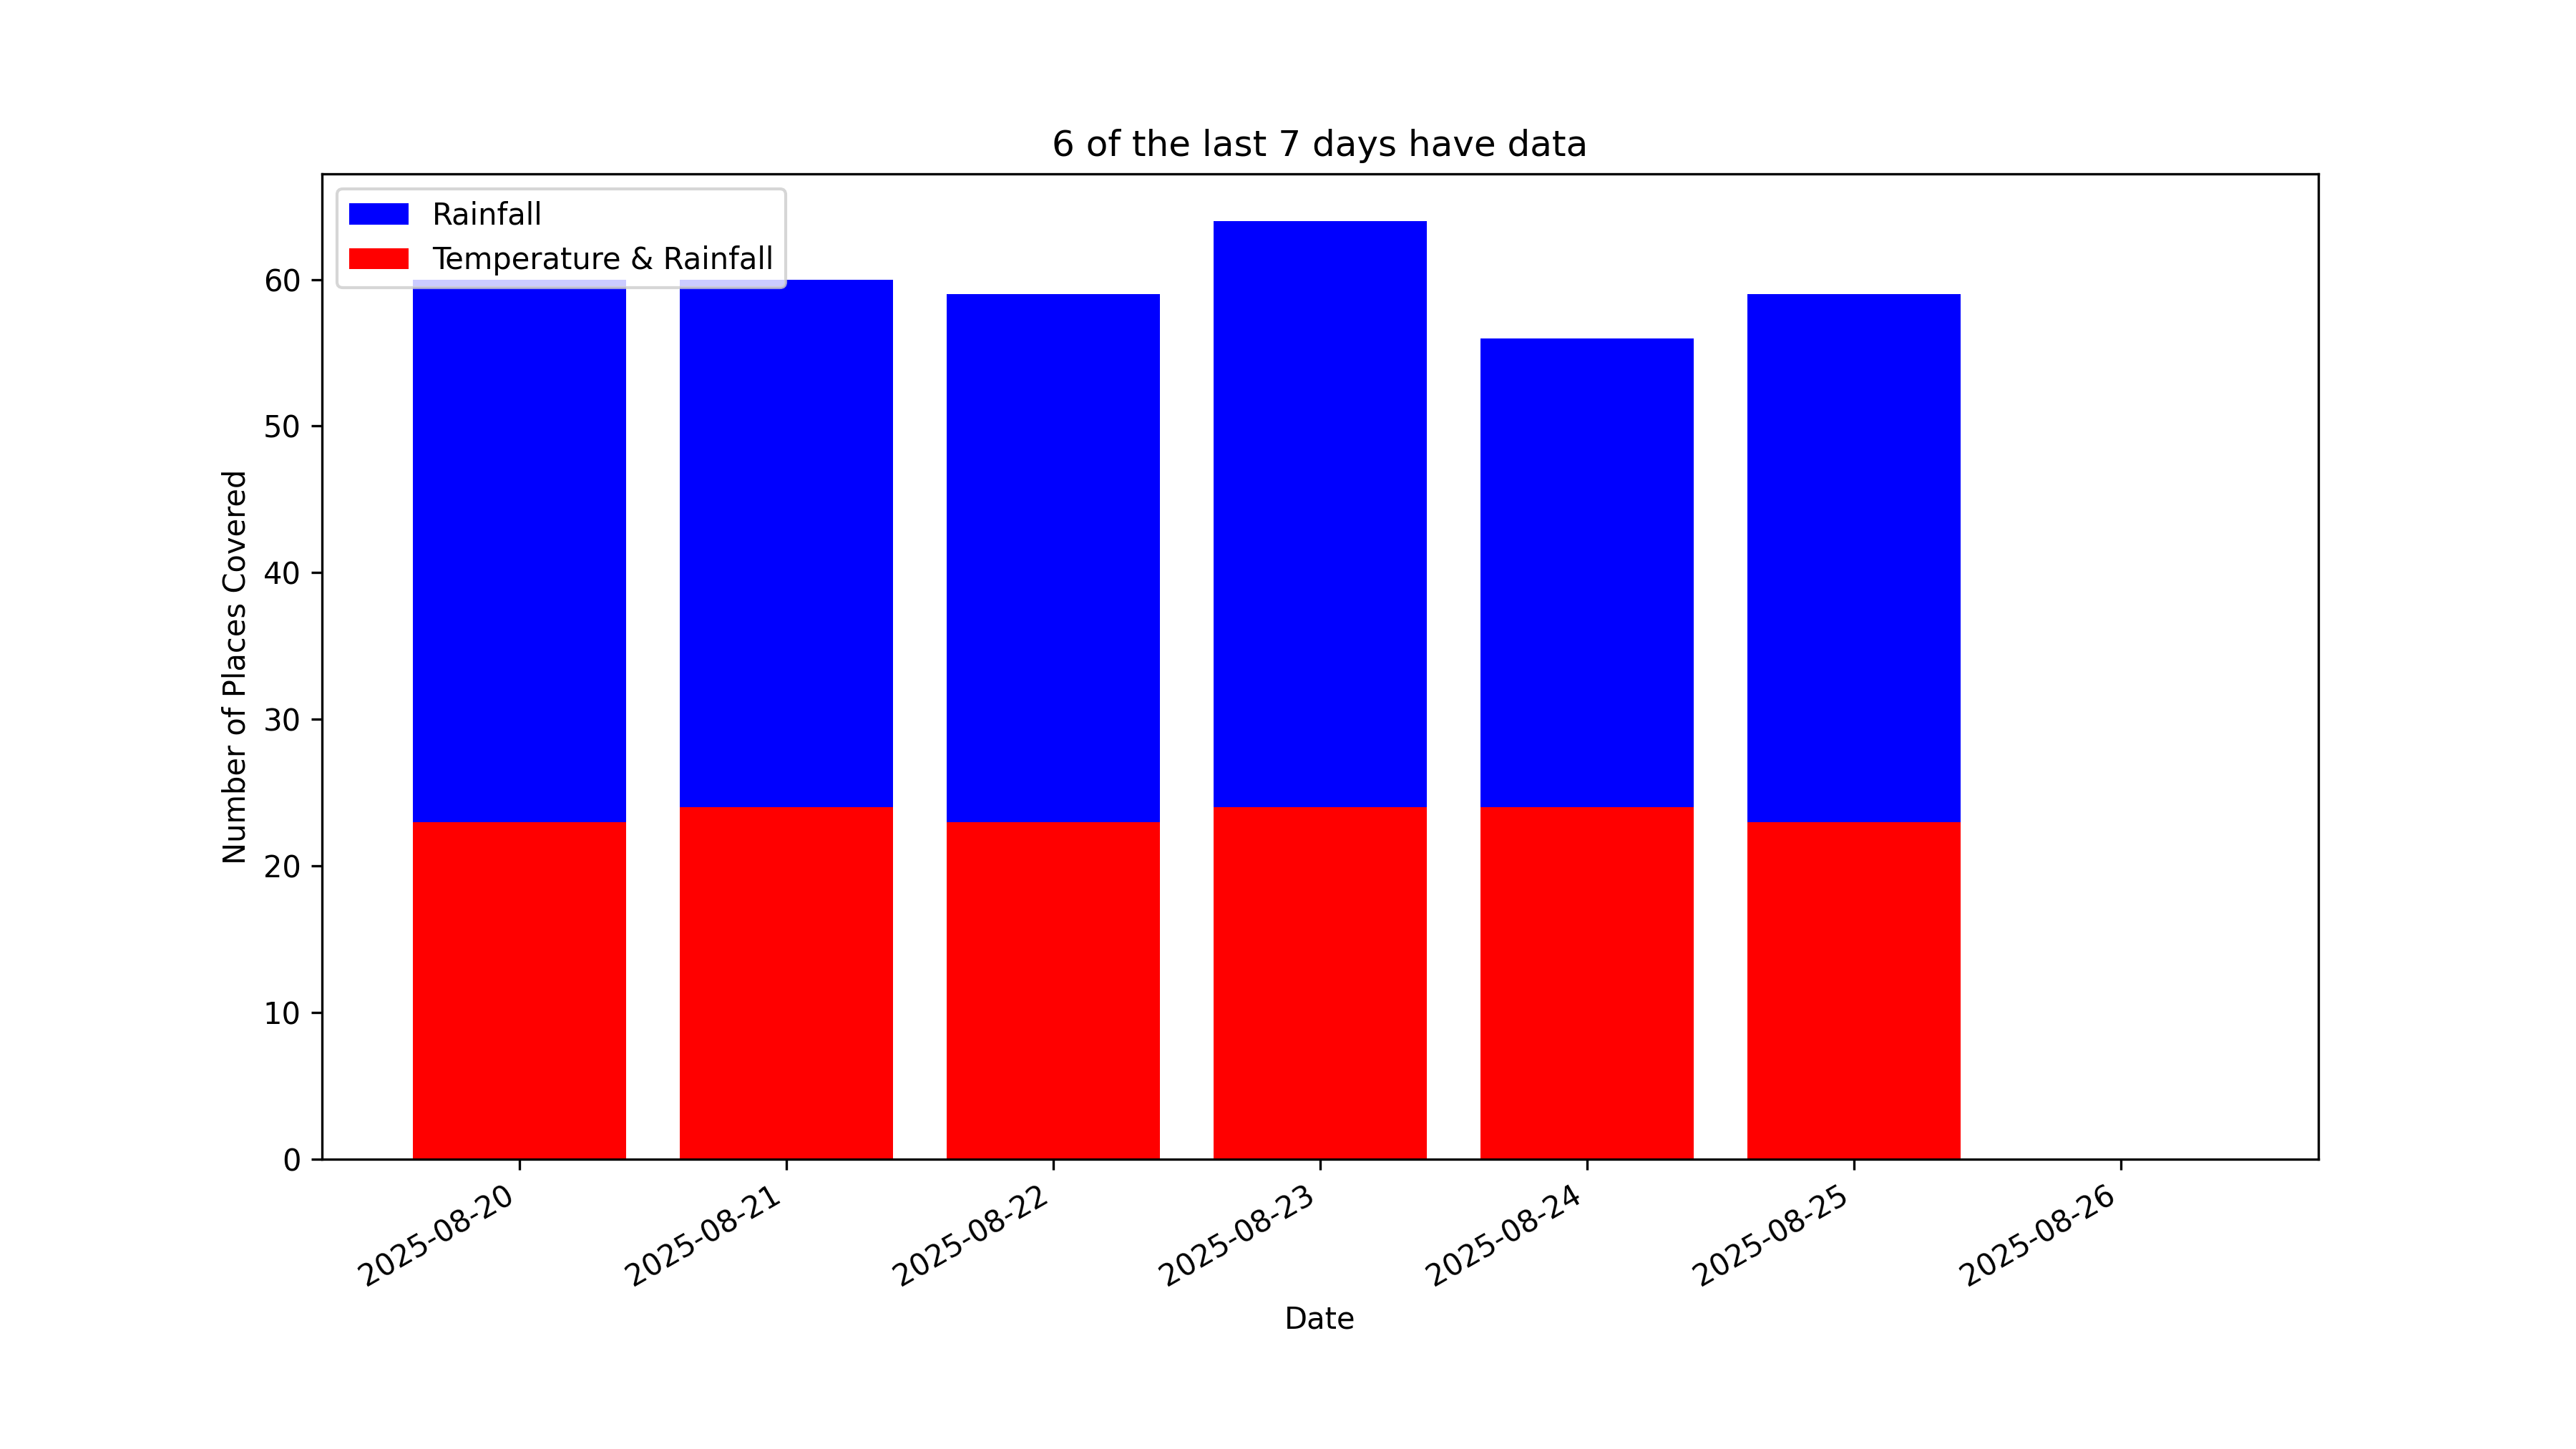 6 of the last 7 days have data
Rainfall
Temperature & Rainfall
60
50
40
30
20
10
0
Number of Places Covered
2025-08-20
2025-08-21
2025-08-22
2025-08-23
2025-08-24
2025-08-25
2025-08-26
Date